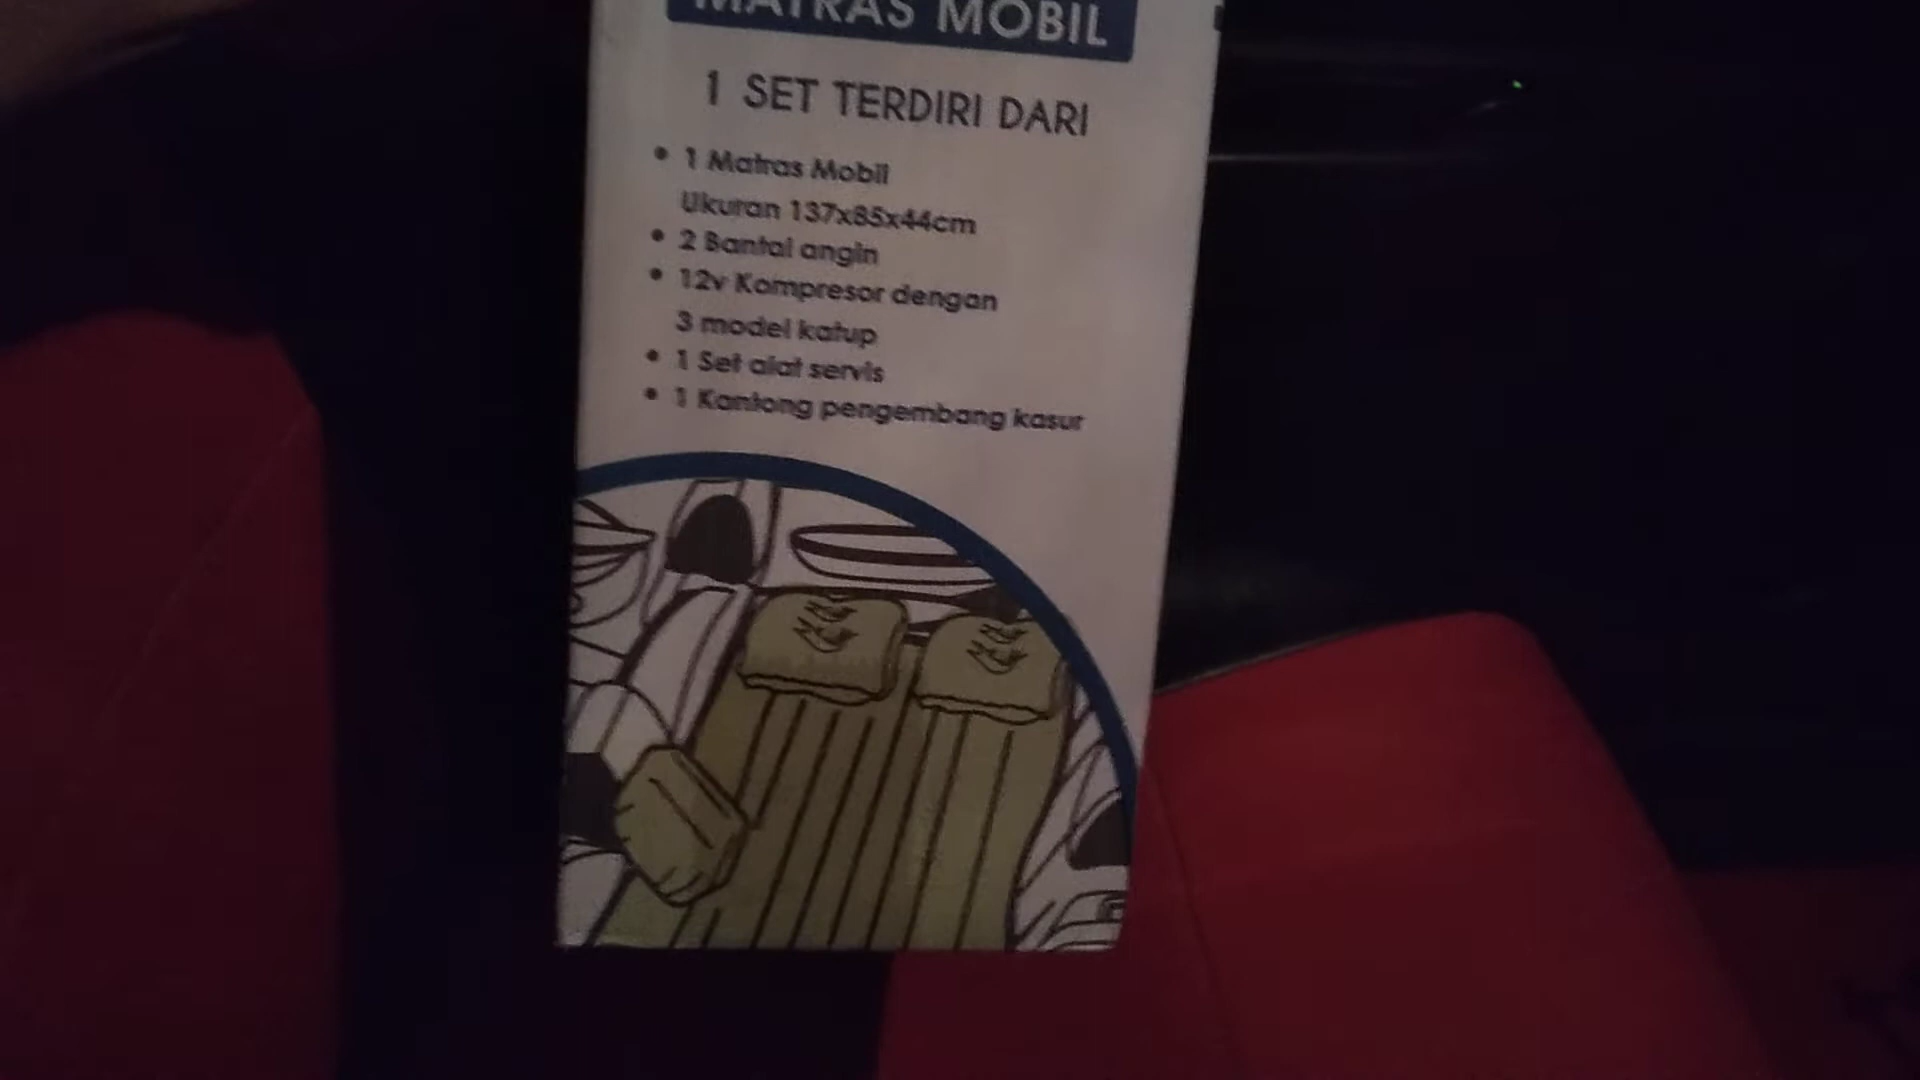 MATRAS MOBIL
1 SET TERDIRI DARI
• 1 Matras Mobil
Ukuran 137x85x44cm
• 2 Bantal angin
• 12v Kompresor dengan
3 model katup
• 1 Set alat servis
• 1 Kantong pengembang kasur